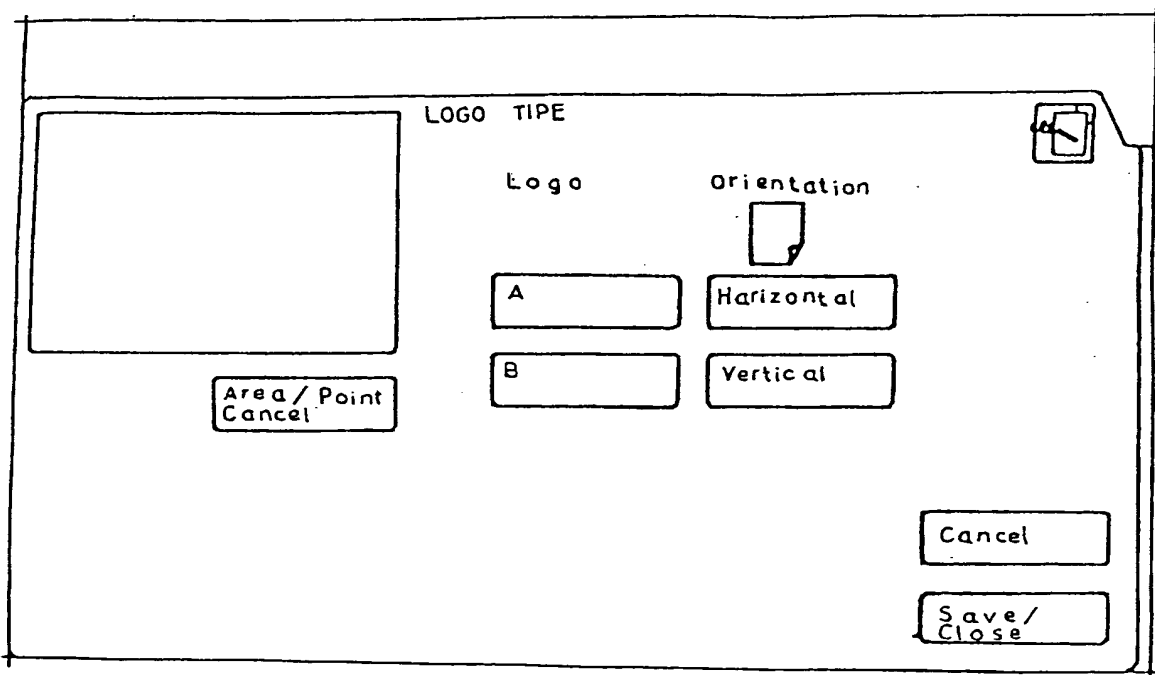 LOGO TIPE
Logo
Orientation
A
Harizontal
B
Vertical
Area/Point
Cancel
Cancel
Save/
Close